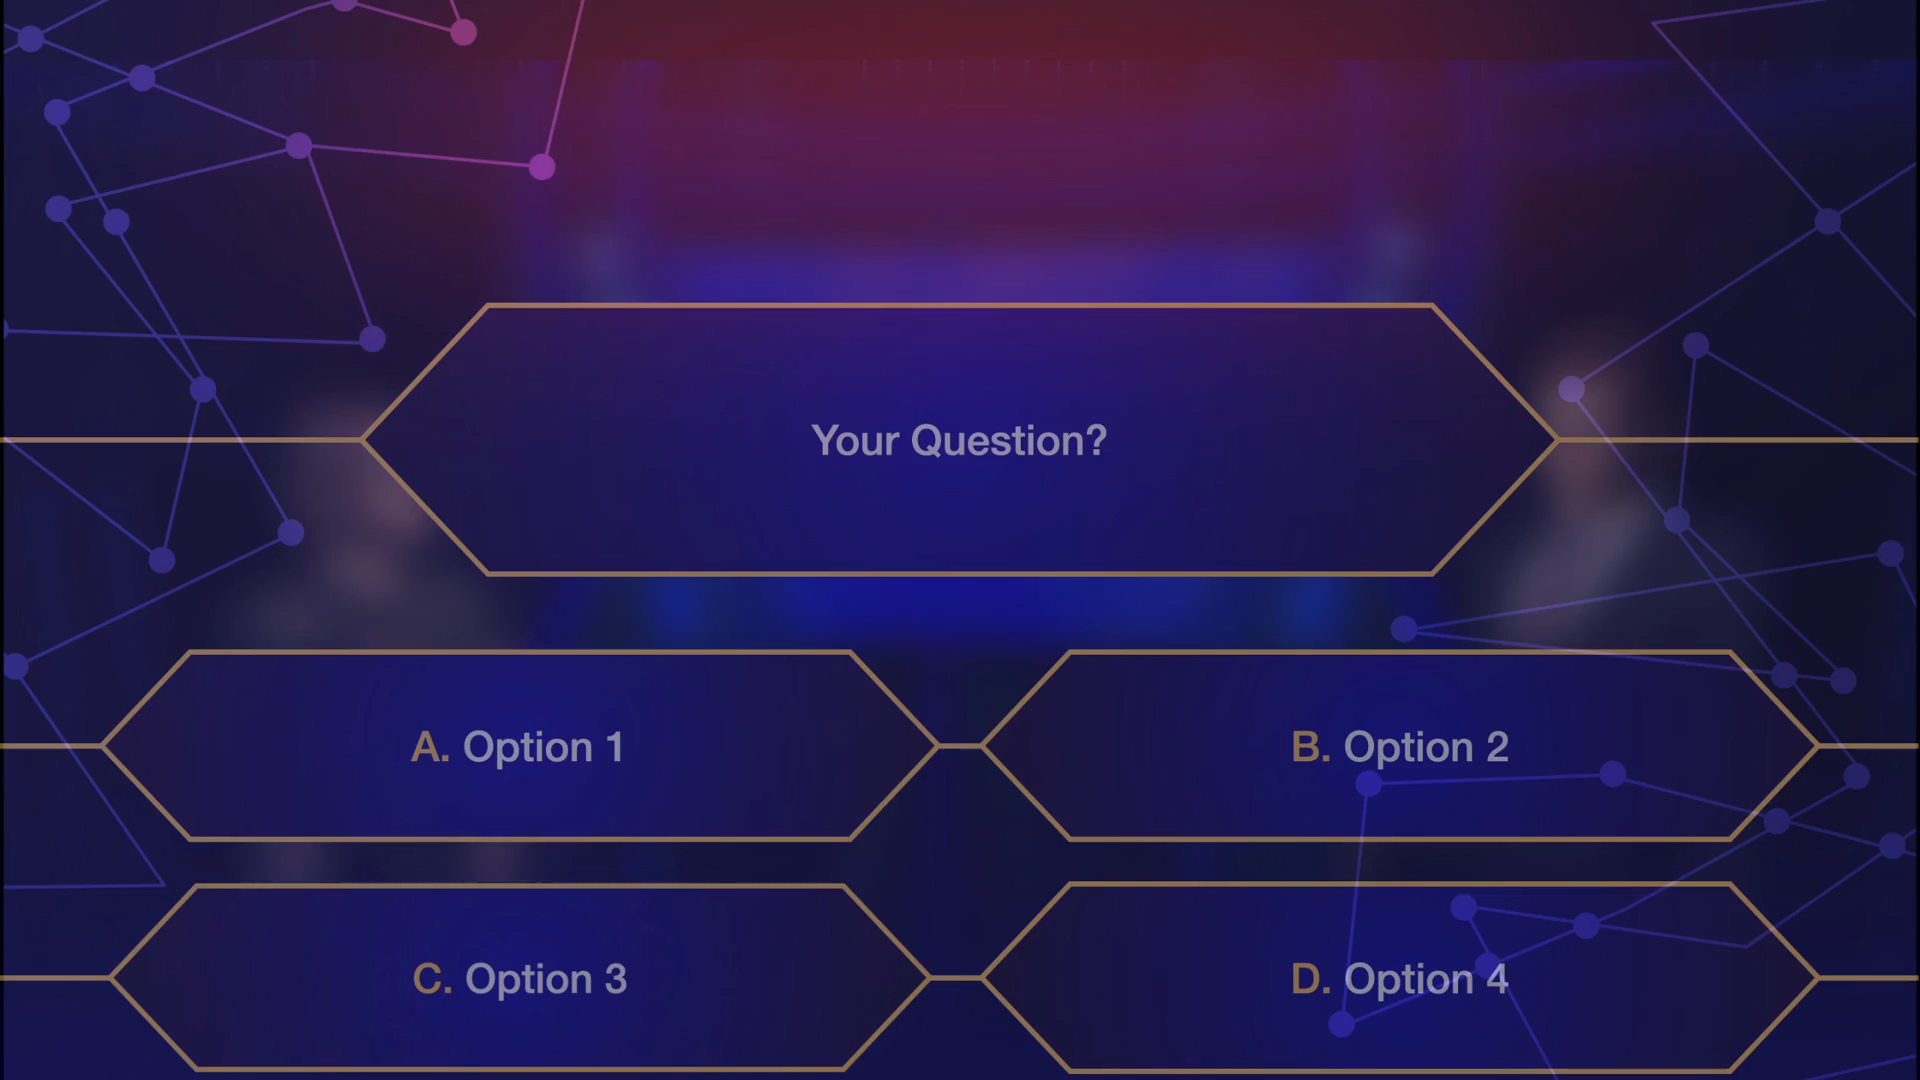 Your Question?
A. Option 1
B. Option 2
C. Option 3
D. Option 4